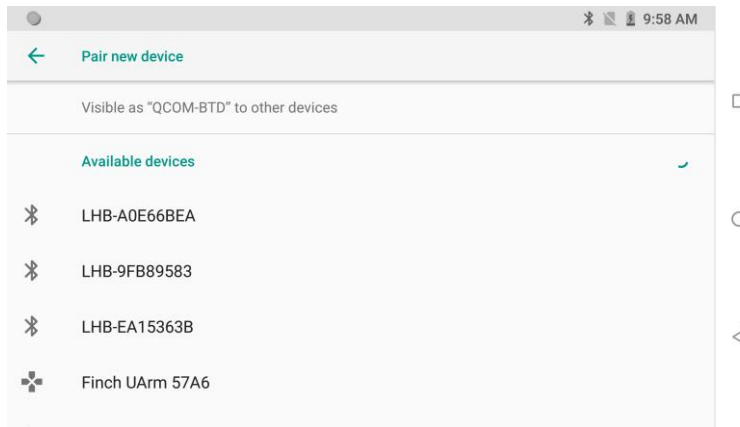 9:58 AM
Pair new device
Visible as “QCOM-BTD” to other devices
Available devices
LHB-A0E66BEA
LHB-9FB89583
LHB-EA15363B
Finch UArm 57A6